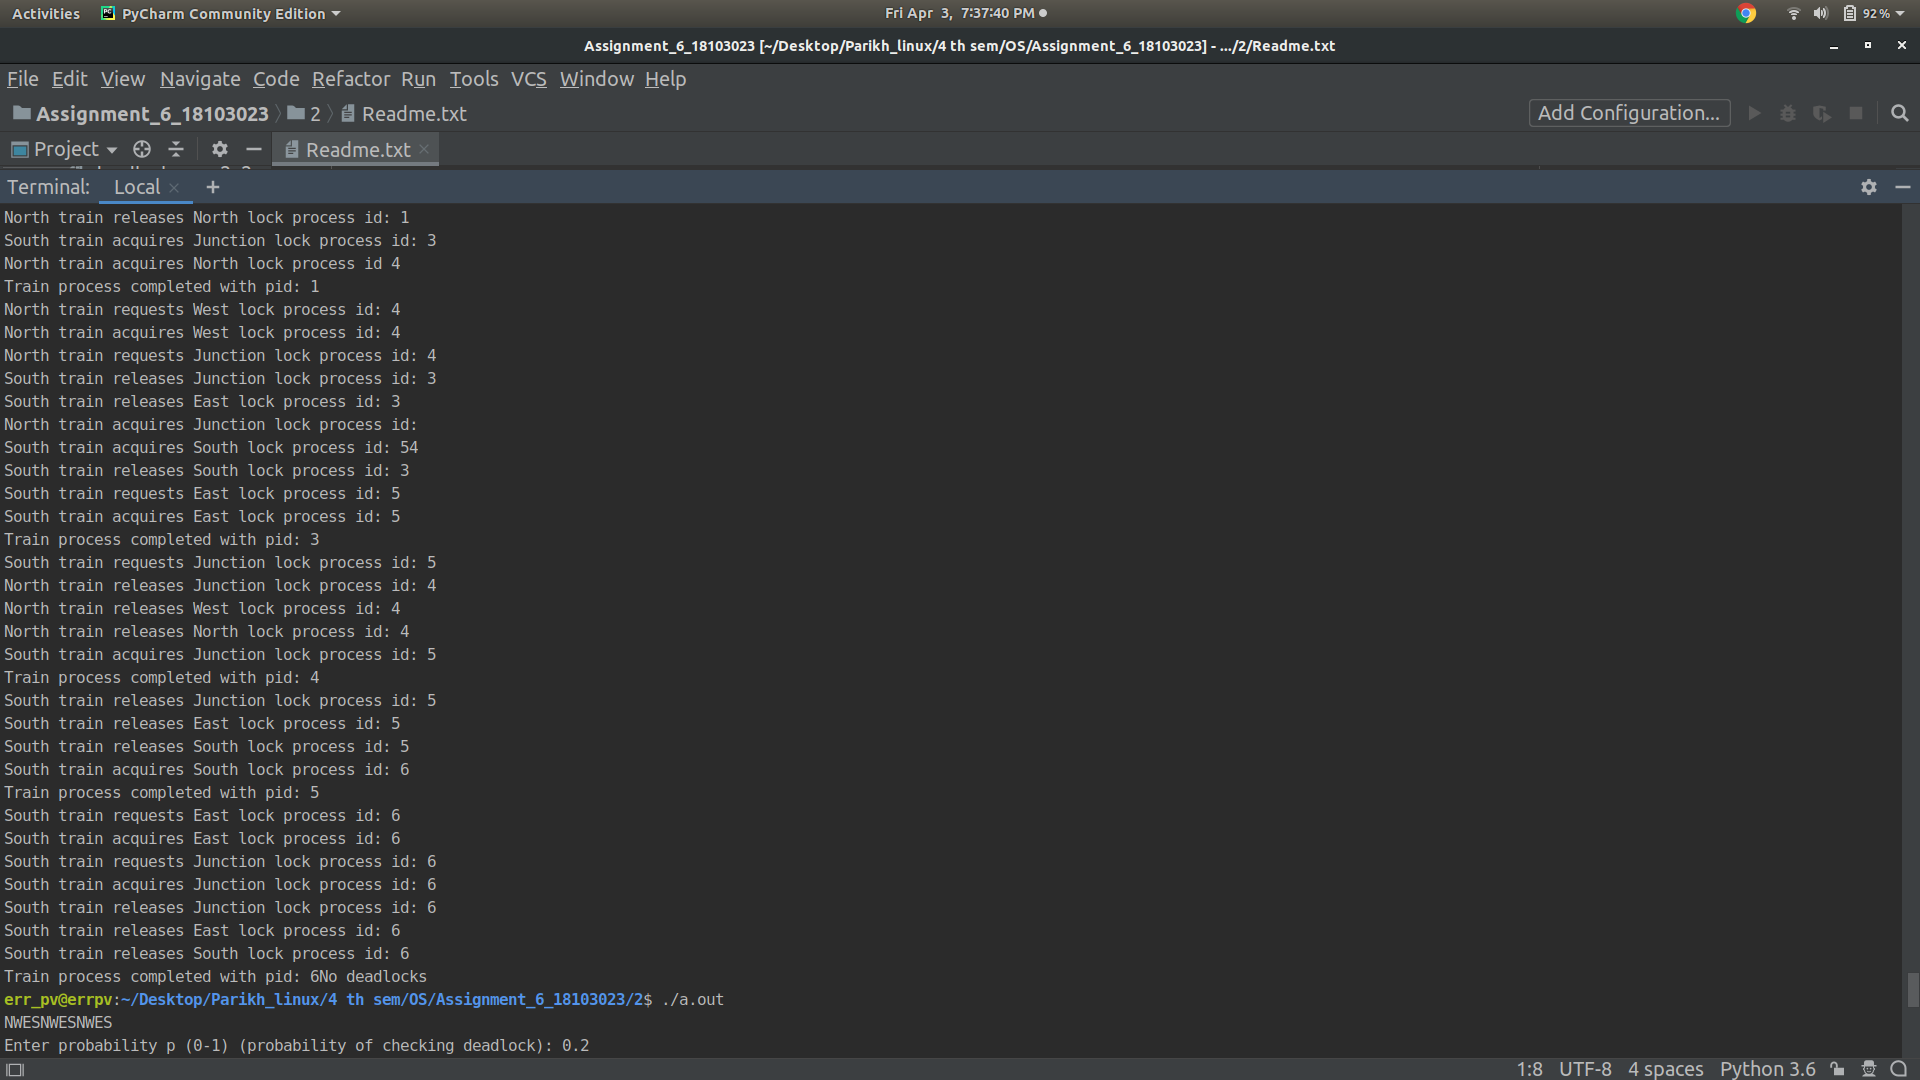 Activities PyCharm Community Edition Fri Apr 3, 7:37:40 PM 92%
Assignment_6_18103023 [~/Desktop/Parikh_linux/4 th sem/OS/Assignment_6_18103023] - .../2/Readme.txt
File Edit View Navigate Code Refactor Run Tools VCS Window Help
Assignment_6_18103023 2 Readme.txt Add Configuration...
Project Readme.txt
Terminal: Local +
North train releases North lock process id: 1
South train acquires Junction lock process id: 3
North train acquires North lock process id 4
Train process completed with pid: 1
North train requests West lock process id: 4
North train acquires West lock process id: 4
North train requests Junction lock process id: 4
South train releases Junction lock process id: 3
South train releases East lock process id: 3
North train acquires Junction lock process id:
South train acquires South lock process id: 54
South train releases South lock process id: 3
South train requests East lock process id: 5
South train acquires East lock process id: 5
Train process completed with pid: 3
South train requests Junction lock process id: 5
North train releases Junction lock process id: 4
North train releases West lock process id: 4
North train releases North lock process id: 4
South train acquires Junction lock process id: 5
Train process completed with pid: 4
South train releases Junction lock process id: 5
South train releases East lock process id: 5
South train releases South lock process id: 5
South train acquires South lock process id: 6
Train process completed with pid: 5
South train requests East lock process id: 6
South train acquires East lock process id: 6
South train requests Junction lock process id: 6
South train acquires Junction lock process id: 6
South train releases Junction lock process id: 6
South train releases East lock process id: 6
South train releases South lock process id: 6
Train process completed with pid: 6No deadlocks
err_pv@errpv:~/Desktop/Parikh_linux/4 th sem/OS/Assignment_6_18103023/2$ ./a.out
NWESNWESNWES
Enter probability p (0-1) (probability of checking deadlock): 0.2
1:8 UTF-8 4 spaces Python 3.6